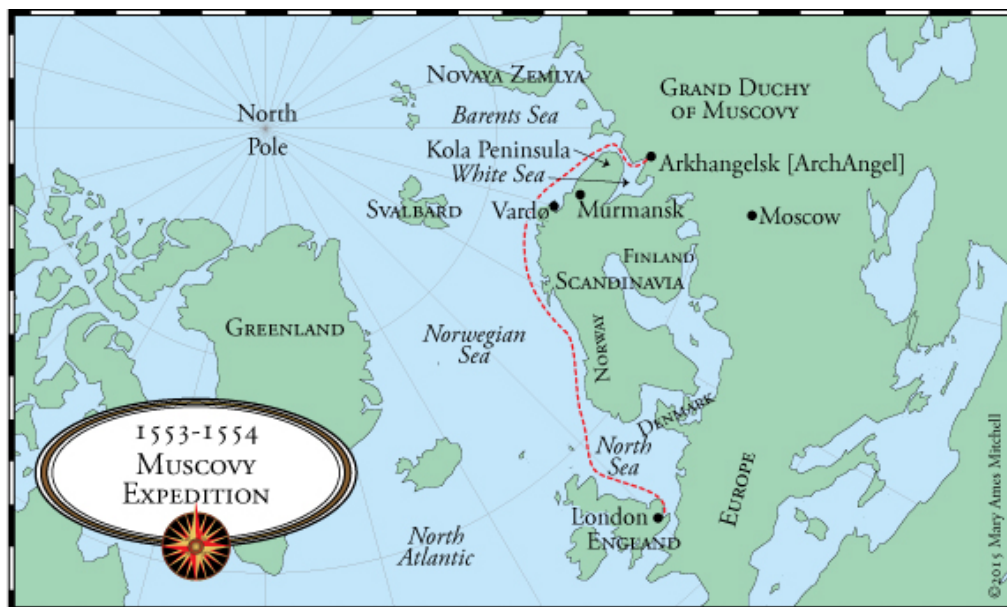 Novaya Zemlya
Grand Duchy
of Muscovy
North
Pole
Barents Sea
Kola Peninsula
White Sea
Arkhangelsk [ArchAngel]
Svalbard
Vardø
Murmansk
Moscow
Finland
Scandinavia
Greenland
Norwegian
Sea
Norway
Denmark
1553-1554
Muscovy
Expedition
North
Sea
Europe
London
England
North
Atlantic
©2015 Mary Ames Mitchell